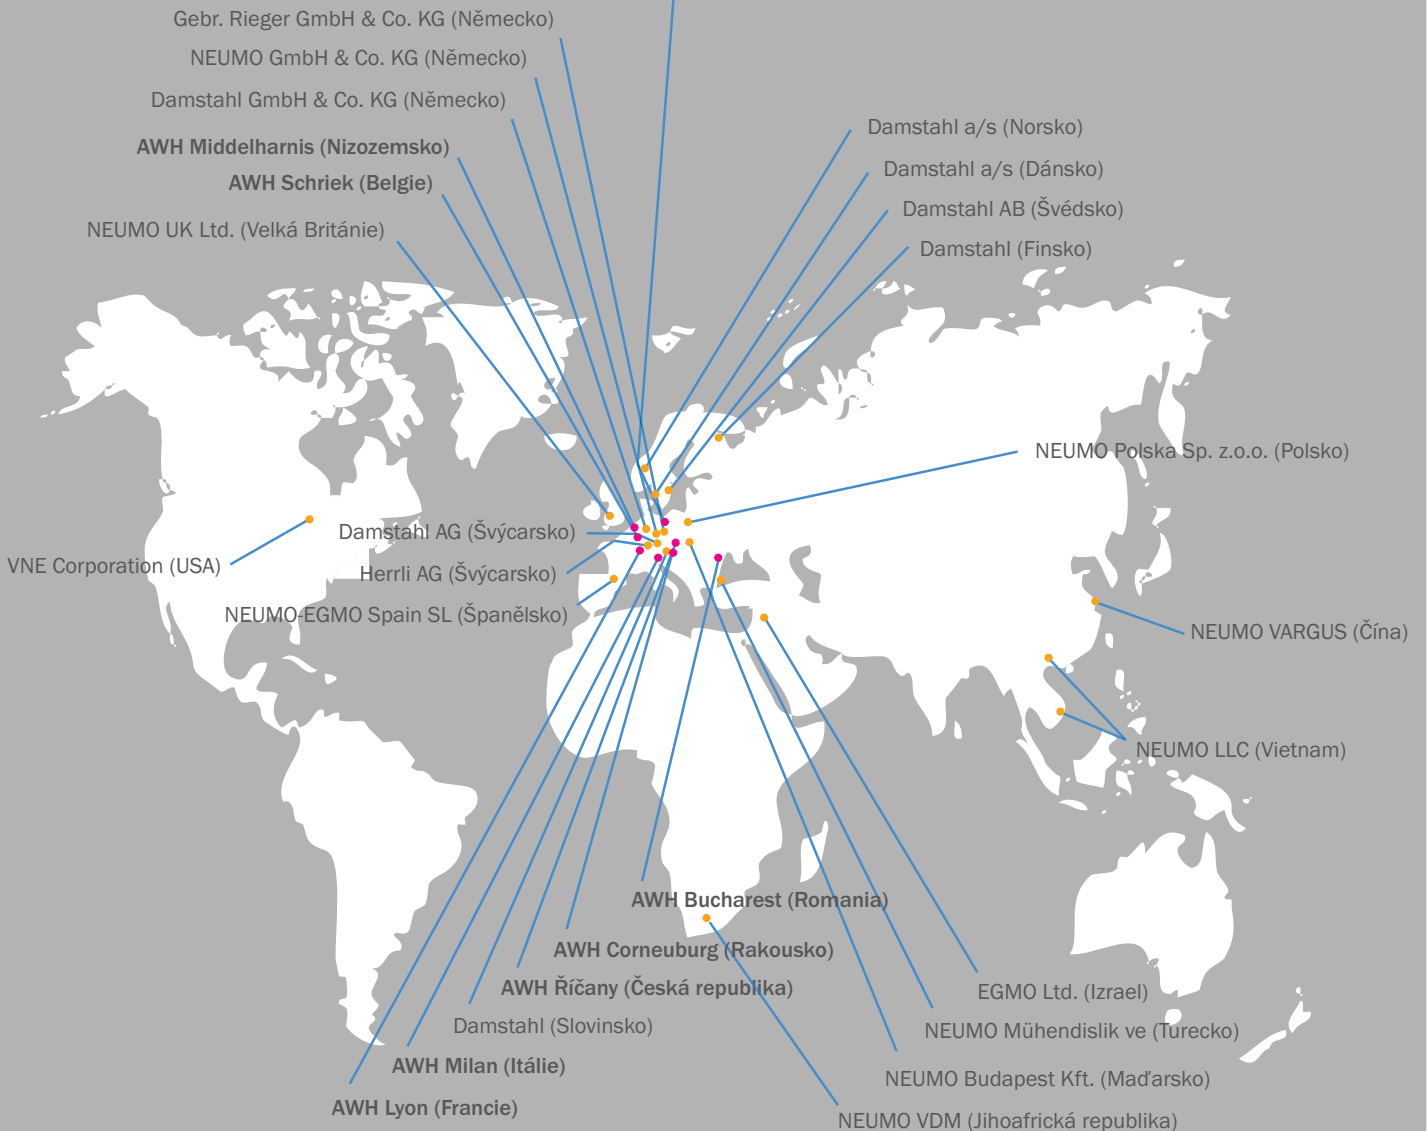 Gebr. Rieger GmbH & Co. KG (Německo)
NEUMO GmbH & Co. KG (Německo)
Damstahl GmbH & Co. KG (Německo)
AWH Middelharnis (Nizozemsko)
AWH Schriek (Belgie)
NEUMO UK Ltd. (Velká Británie)
Damstahl a/s (Norsko)
Damstahl a/s (Dánsko)
Damstahl AB (Švédsko)
Damstahl (Finsko)
NEUMO Polska Sp. z.o.o. (Polsko)
Damstahl AG (Švýcarsko)
VNE Corporation (USA)
Herrli AG (Švýcarsko)
NEUMO-EGMO Spain SL (Španělsko)
NEUMO VARGUS (Čína)
NEUMO LLC (Vietnam)
AWH Bucharest (Romania)
AWH Corneuburg (Rakousko)
AWH Říčany (Česká republika)
Damstahl (Slovinsko)
AWH Milan (Itálie)
AWH Lyon (Francie)
EGMO Ltd. (Izrael)
NEUMO Mühendislik ve (Turecko)
NEUMO Budapest Kft. (Maďarsko)
NEUMO VDM (Jihoafrická republika)